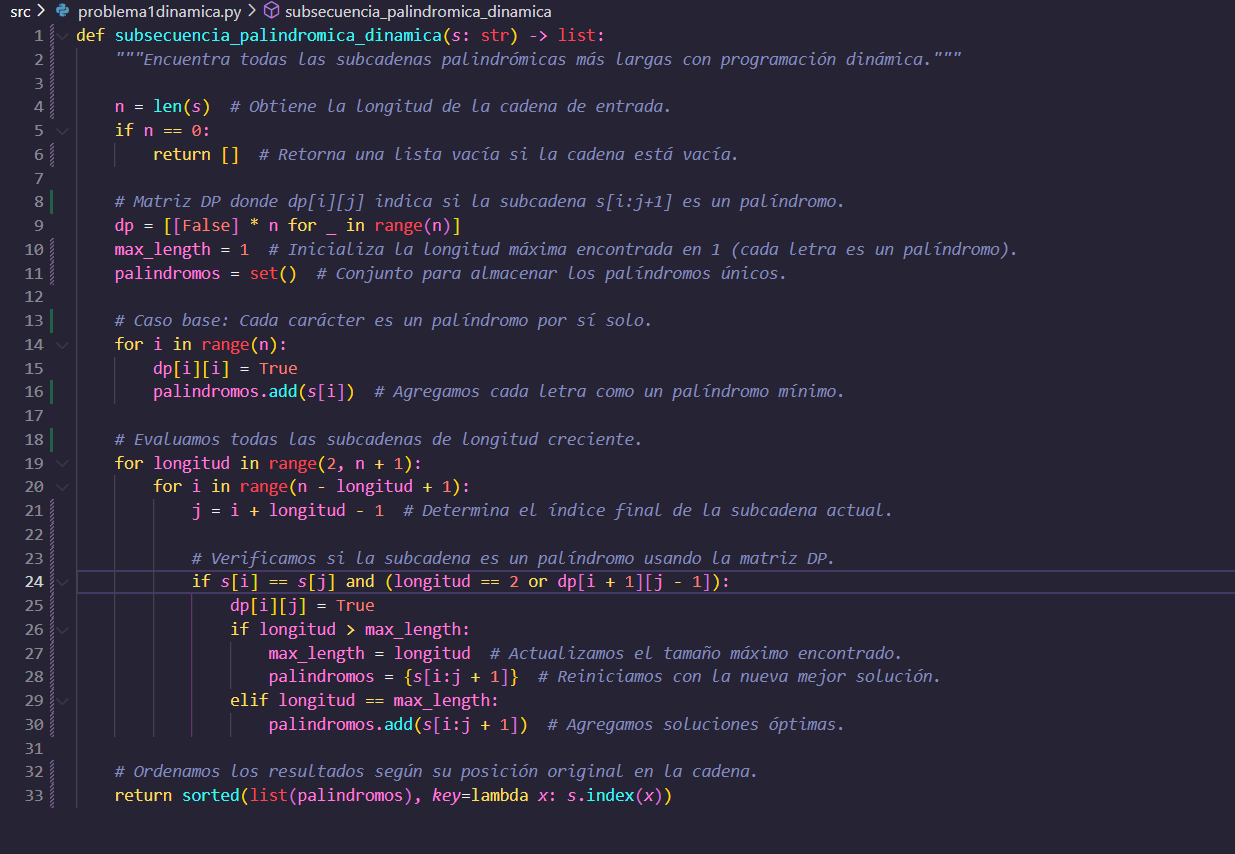 src > problema1dinamica.py > subsecuencia_palindromica_dinamica
1 def subsecuencia_palindromica_dinamica(s: str) -> list:
2     """Encuentra todas las subcadenas palindrómicas más largas con programación dinámica."""
3
4     n = len(s)  # Obtiene la longitud de la cadena de entrada.
5     if n == 0:
6         return []  # Retorna una lista vacía si la cadena está vacía.
7
8     # Matriz DP donde dp[i][j] indica si la subcadena s[i:j+1] es un palíndromo.
9     dp = [[False] * n for _ in range(n)]
10     max_length = 1  # Inicializa la longitud máxima encontrada en 1 (cada letra es un palíndromo).
11     palindromos = set()  # Conjunto para almacenar los palíndromos únicos.
12
13     # Caso base: Cada carácter es un palíndromo por sí solo.
14     for i in range(n):
15         dp[i][i] = True
16         palindromos.add(s[i])  # Agregamos cada letra como un palíndromo mínimo.
17
18     # Evaluamos todas las subcadenas de longitud creciente.
19     for longitud in range(2, n + 1):
20         for i in range(n - longitud + 1):
21             j = i + longitud - 1  # Determina el índice final de la subcadena actual.
22
23             # Verificamos si la subcadena es un palíndromo usando la matriz DP.
24             if s[i] == s[j] and (longitud == 2 or dp[i + 1][j - 1]):
25                 dp[i][j] = True
26                 if longitud > max_length:
27                     max_length = longitud  # Actualizamos el tamaño máximo encontrado.
28                     palindromos = {s[i:j + 1]}  # Reiniciamos con la nueva mejor solución.
29                 elif longitud == max_length:
30                     palindromos.add(s[i:j + 1])  # Agregamos soluciones óptimas.
31
32     # Ordenamos los resultados según su posición original en la cadena.
33     return sorted(list(palindromos), key=lambda x: s.index(x))